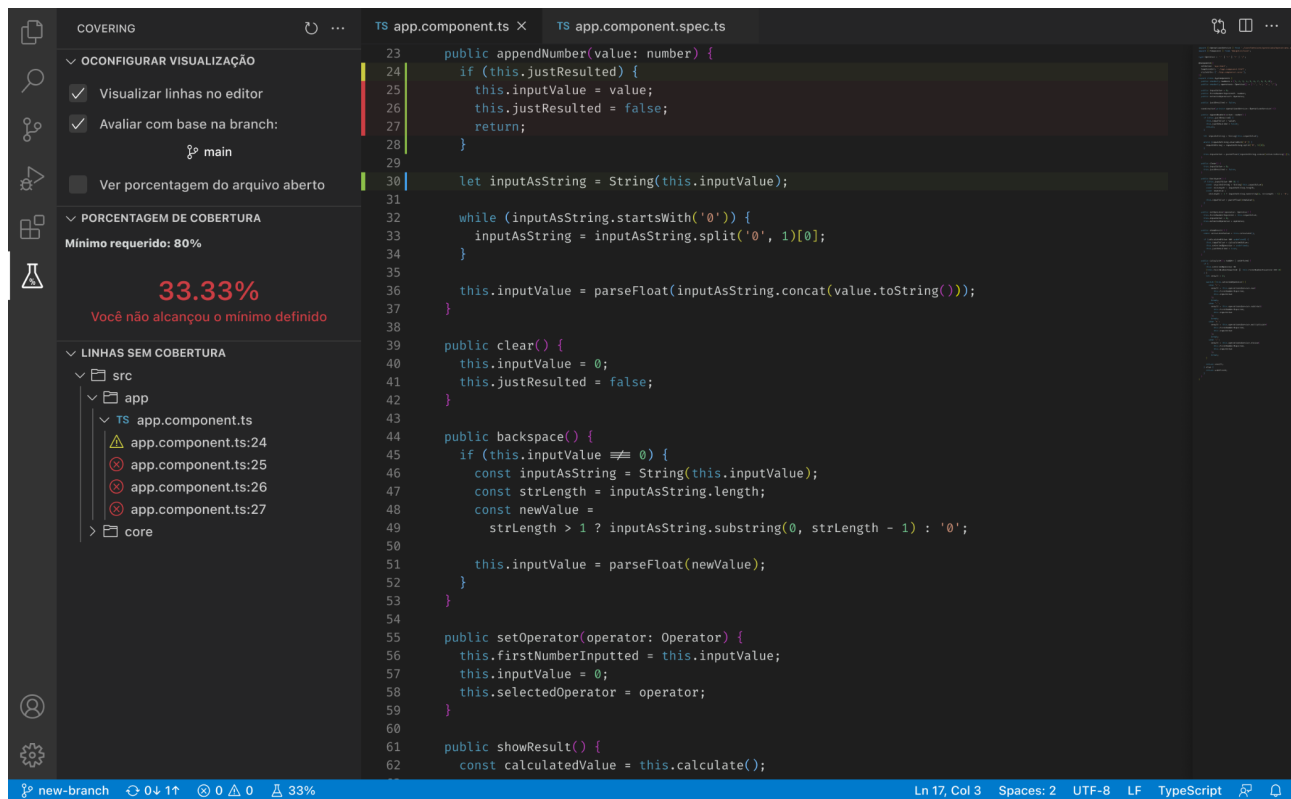 COVERING
OCONFIGURAR VISUALIZAÇÃO
Visualizar linhas no editor
Avaliar com base na branch:
main
Ver porcentagem do arquivo aberto
PORCENTAGEM DE COBERTURA
Mínimo requerido: 80%
33.33%
Você não alcançou o mínimo definido
LINHAS SEM COBERTURA
src
app
TS app.component.ts
app.component.ts:24
app.component.ts:25
app.component.ts:26
app.component.ts:27
core
TS app.component.ts TS app.component.spec.ts
23 public appendNumber(value: number) {
24 if (this.justResulted) {
25 this.inputValue = value;
26 this.justResulted = false;
27 return;
28 }
29
30 let inputAsString = String(this.inputValue);
31
32 while (inputAsString.startsWith('0')) {
33 inputAsString = inputAsString.split('0', 1)[0];
34 }
35
36 this.inputValue = parseFloat(inputAsString.concat(value.toString()));
37 }
38
39 public clear() {
40 this.inputValue = 0;
41 this.justResulted = false;
42 }
43
44 public backspace() {
45 if (this.inputValue !== 0) {
46 const inputAsString = String(this.inputValue);
47 const strLength = inputAsString.length;
48 const newValue =
49 strLength > 1 ? inputAsString.substring(0, strLength - 1) : '0';
50
51 this.inputValue = parseFloat(newValue);
52 }
53 }
54
55 public setOperator(operator: Operator) {
56 this.firstNumberInputted = this.inputValue;
57 this.inputValue = 0;
58 this.selectedOperator = operator;
59 }
60
61 public showResult() {
62 const calculatedValue = this.calculate();
new-branch 0↓ 1↑ 0 0 33% Ln 17, Col 3 Spaces: 2 UTF-8 LF TypeScript